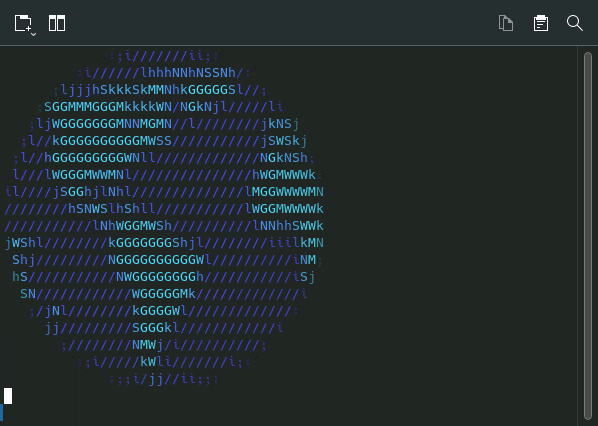 :;i///////ii;:
:i//////lhhhNNhNSSNh/:
:ljjjhSkkkSkMMNhkGGGGGSl//;
;SGGMMMGGGMkkkkWN/NGkNjl/////li
;ljWGGGGGGGMNNMGMN//l////////jkNSj
;l//kGGGGGGGGGGMWSS///////////jSWSkj
;l//hGGGGGGGGGWNll/////////////NGkNSh;
l///lWGGGMWWMNl///////////////hWGMWWWk:
il////jSGGhjlNhl//////////////lMGGWWWWMN
////////hSNWSlhShll///////////lWGGMWWWWk
///////////lNhWGGMWSh//////////lNNhhSWWk
jWShl////////kGGGGGGGShjl////////iiilkMN
Shj/////////NGGGGGGGGGGWl//////////iNMj
hS///////////NWGGGGGGGGh///////////iSj
SN////////////WGGGGGMk/////////////i
;/jNl////////kGGGGWl/////////////:
jj/////////SGGGkl////////////i
;////////NMWj/i//////////;
:;i/////kWli///////i;:
:;;i/jj//ii;;: